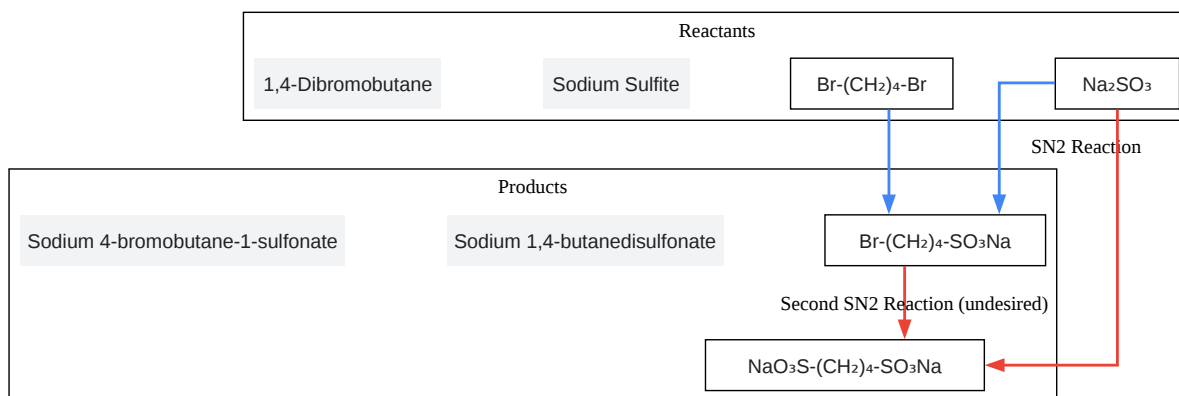 Reactants
1,4-Dibromobutane
Sodium Sulfite
Br-(CH₂)₄-Br
Na₂SO₃
SN2 Reaction
Products
Sodium 4-bromobutane-1-sulfonate
Sodium 1,4-butanedisulfonate
Br-(CH₂)₄-SO₃Na
Second SN2 Reaction (undesired)
NaO₃S-(CH₂)₄-SO₃Na